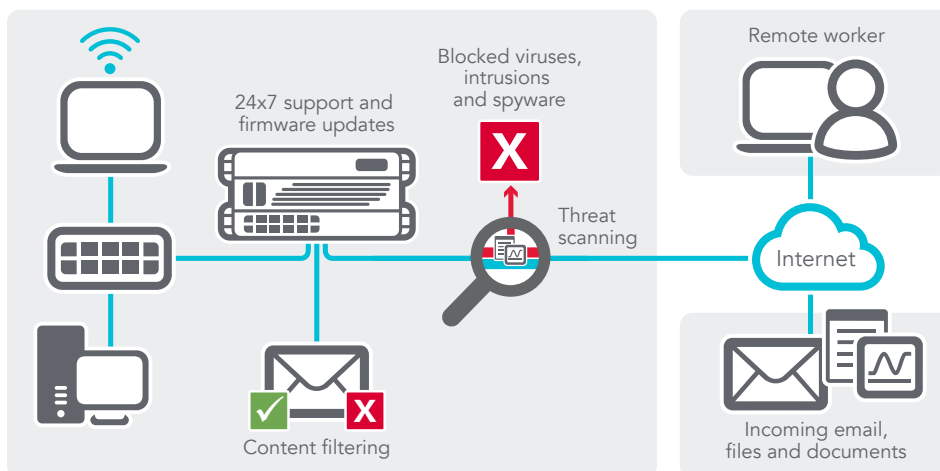 24x7 support and
firmware updates
Blocked viruses,
intrusions
and spyware
X
Threat
scanning
X
Content filtering
Remote worker
Internet
Incoming email,
files and documents